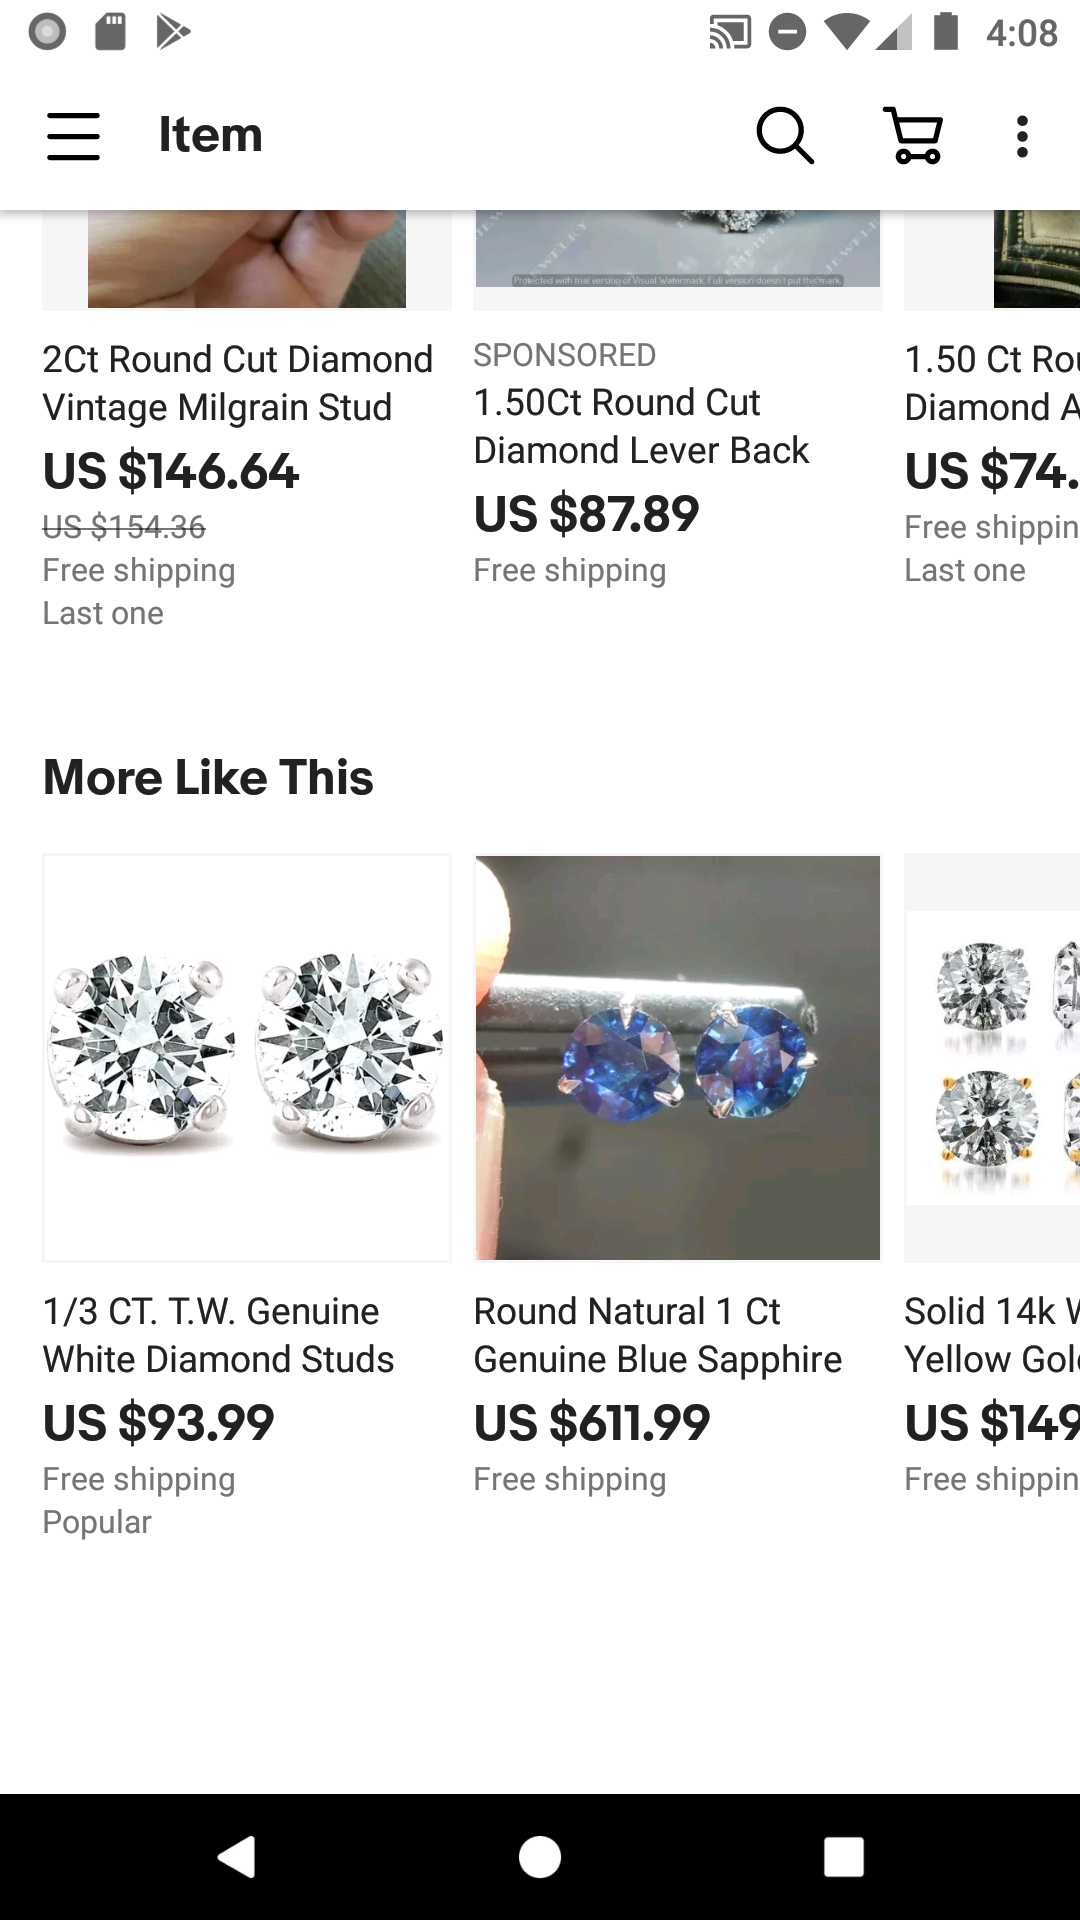 4:08
Item
Protected with trial version of Visual Watermark. Full version doesn't put this mark.
2Ct Round Cut Diamond
Vintage Milgrain Stud
US $146.64
US $154.36
Free shipping
Last one
SPONSORED
1.50Ct Round Cut
Diamond Lever Back
US $87.89
Free shipping
1.50 Ct Rou
Diamond A
US $74.
Free shippin
Last one
More Like This
1/3 CT. T.W. Genuine
White Diamond Studs
US $93.99
Free shipping
Popular
Round Natural 1 Ct
Genuine Blue Sapphire
US $611.99
Free shipping
Solid 14k W
Yellow Gol
US $149
Free shippin